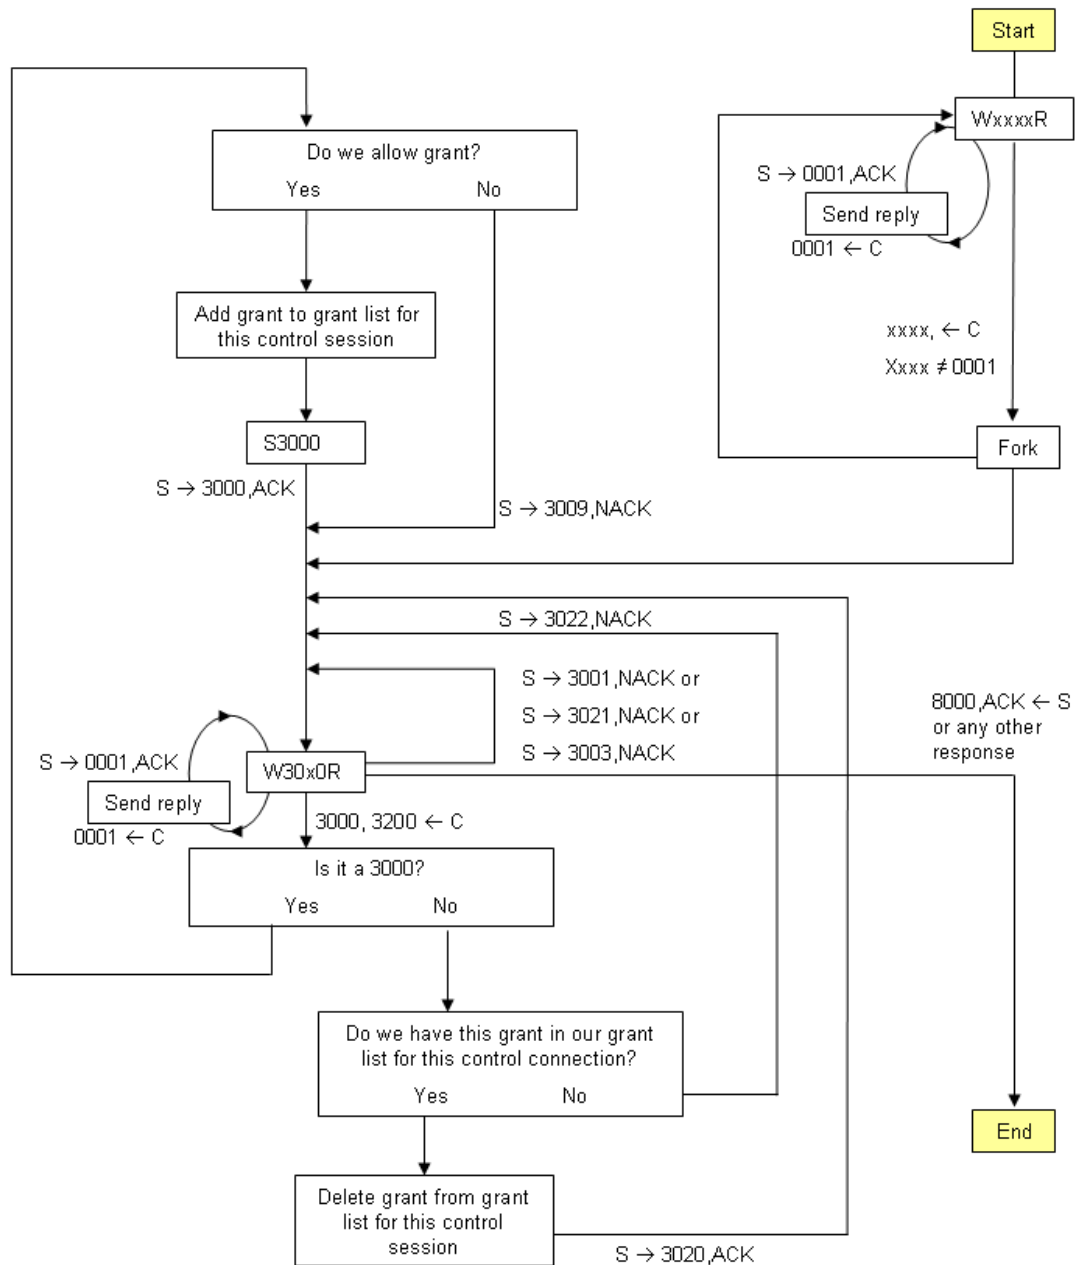 Start
WxxxxR
S → 0001,ACK
Send reply
0001 ← C
xxxx, ← C
Xxxx ≠ 0001
Fork
Do we allow grant?
Yes No
Add grant to grant list for
this control session
S3000
S → 3000,ACK
S → 3009,NACK
S → 3022,NACK
S → 3001,NACK or
S → 3021,NACK or
S → 3003,NACK
8000,ACK ← S
or any other
response
S → 0001,ACK
W30x0R
Send reply
0001 ← C
3000, 3200 ← C
Is it a 3000?
Yes No
Do we have this grant in our grant
list for this control connection?
Yes No
End
Delete grant from grant
list for this control
session
S → 3020,ACK